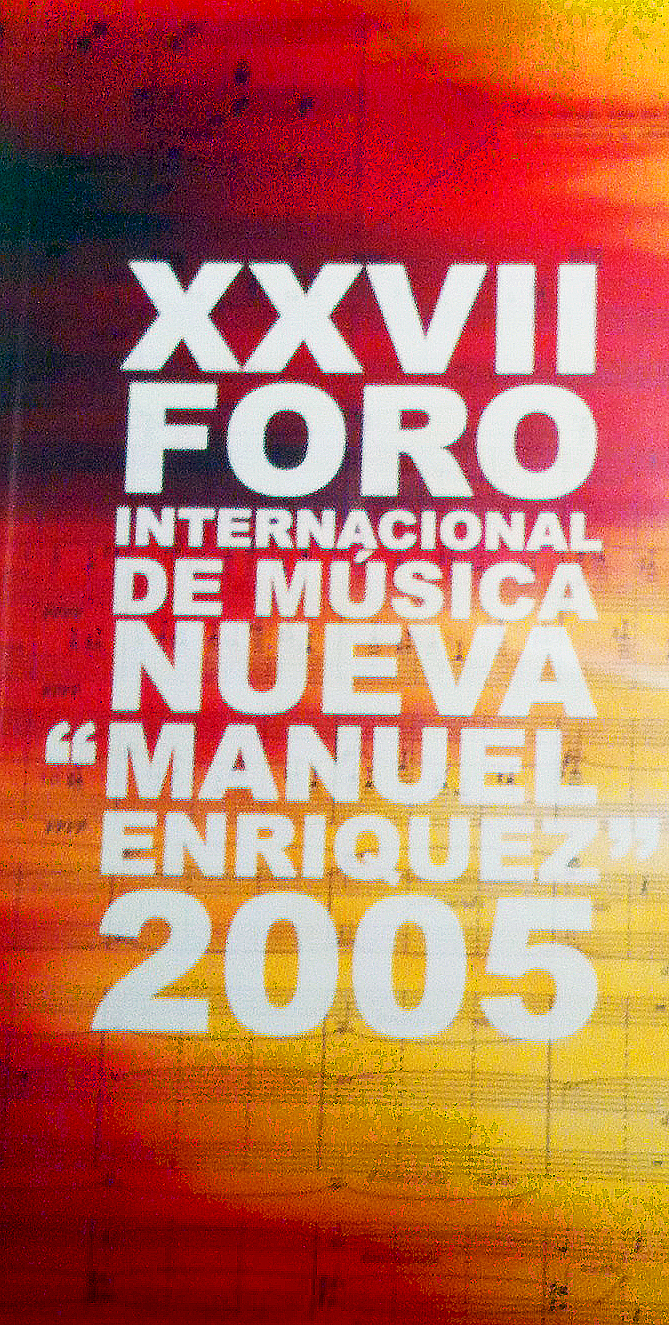 XXVII
FORO
INTERNACIONAL
DE MÚSICA
NUEVA
“MANUEL
ENRIQUEZ”
2005